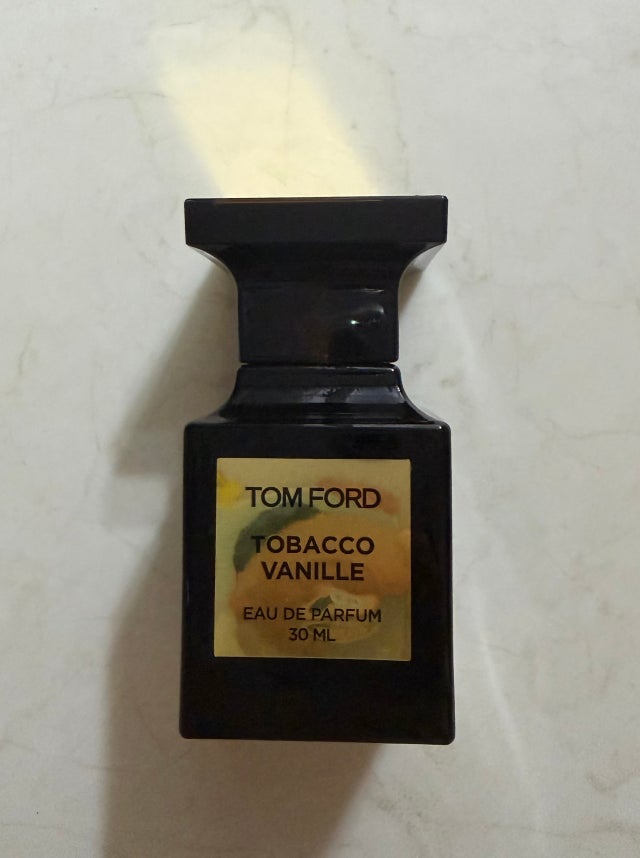 TOM FORD
TOBACCO
VANILLE
EAU DE PARFUM
30 ML